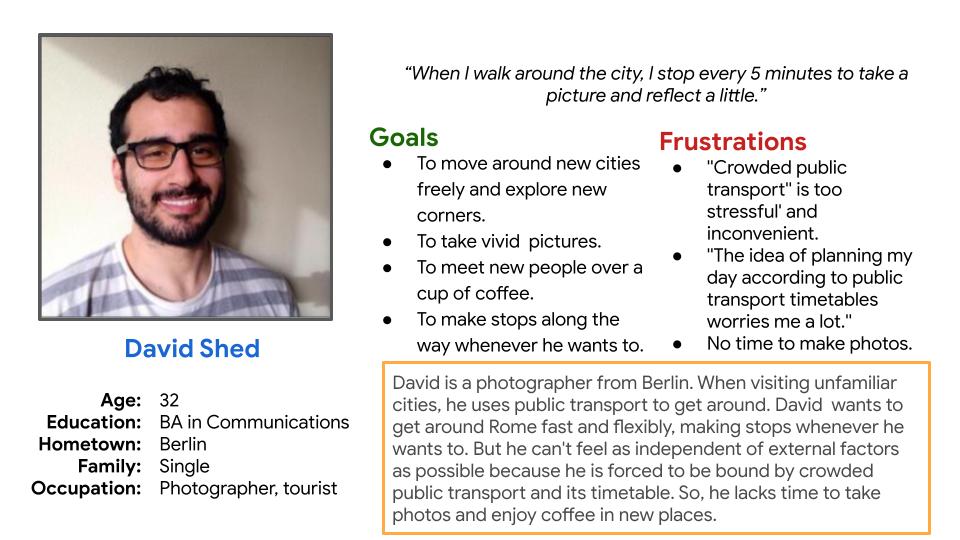 “When I walk around the city, I stop every 5 minutes to take a
picture and reflect a little.”
Goals
● To move around new cities
freely and explore new
corners.
● To take vivid  pictures.
● To meet new people over a
cup of coffee.
● To make stops along the
way whenever he wants to.
Frustrations
● "Crowded public
transport" is too
stressful' and
inconvenient.
● "The idea of planning my
day according to public
transport timetables
worries me a lot."
● No time to make photos.
David Shed
Age: 32
Education: BA in Communications
Hometown: Berlin
Family: Single
Occupation: Photographer, tourist
David is a photographer from Berlin. When visiting unfamiliar
cities, he uses public transport to get around. David  wants to
get around Rome fast and flexibly, making stops whenever he
wants to. But he can't feel as independent of external factors
as possible because he is forced to be bound by crowded
public transport and its timetable. So, he lacks time to take
photos and enjoy coffee in new places.